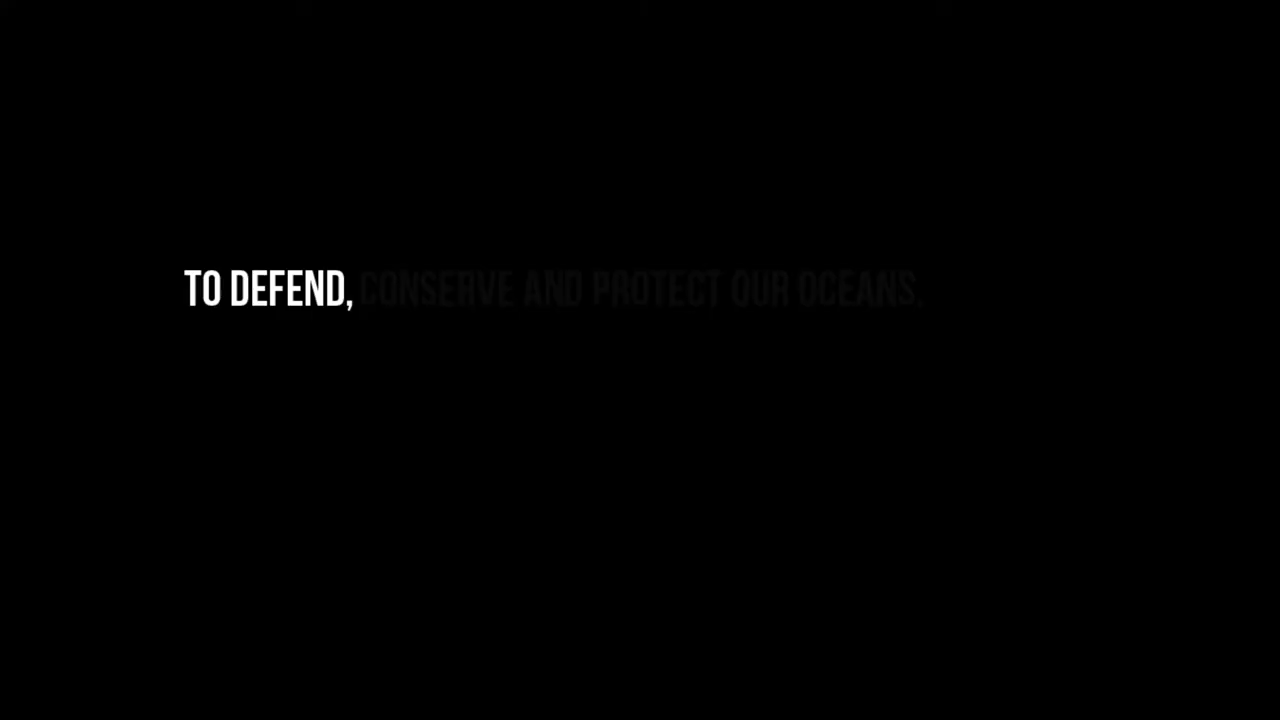 TO DEFEND, CONSERVE AND PROTECT OUR OCEANS.